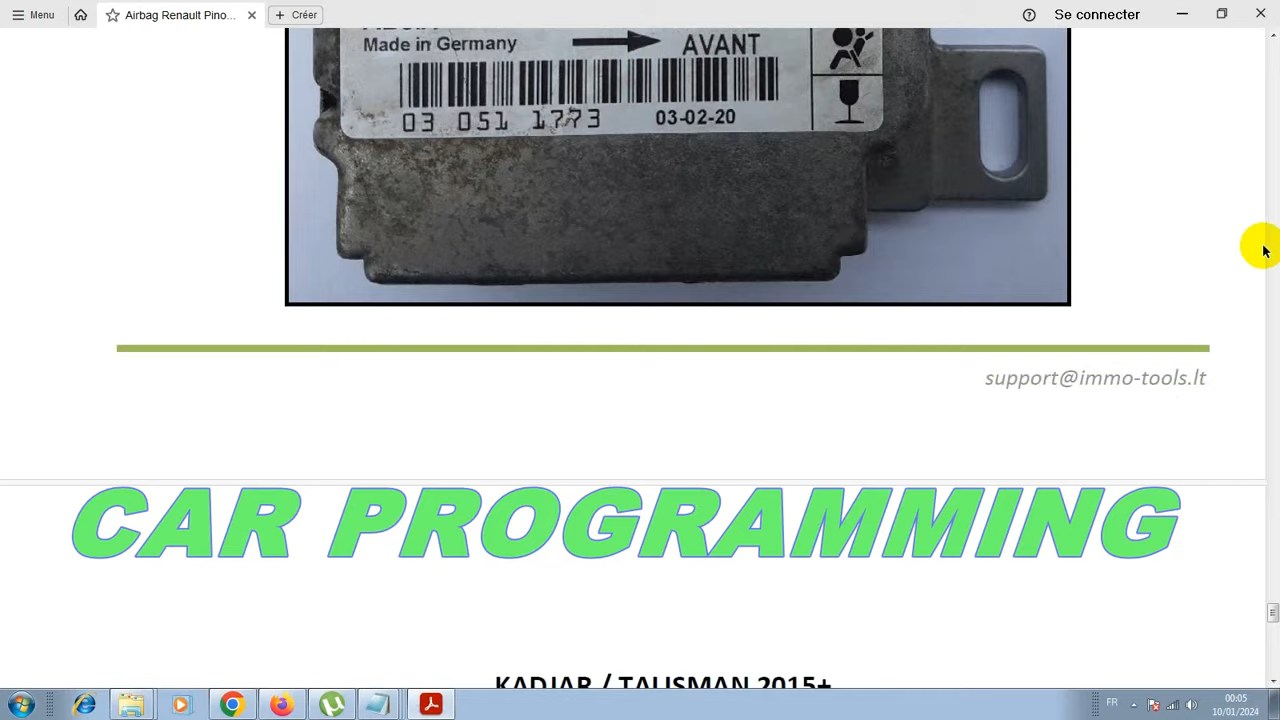 Menu
Airbag Renault Pino...
Créer
Se connecter
Made in Germany
AVANT
03 051 1773
03-02-20
support@immo-tools.lt
CAR PROGRAMMING
KADJAR / TALISMAN 2015+
FR
00:05
10/01/2024